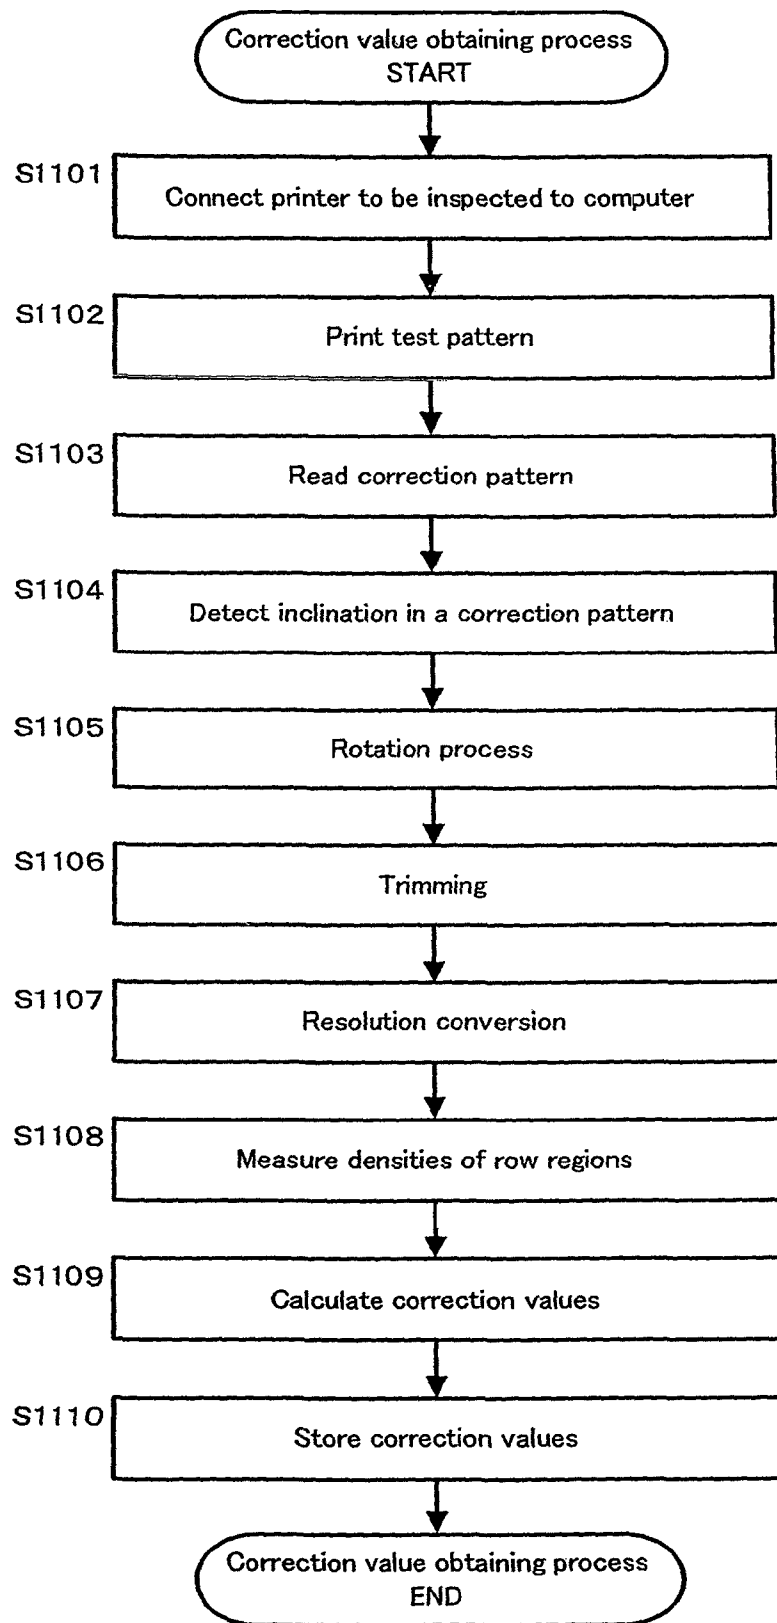 Correction value obtaining process
START
S1101
Connect printer to be inspected to computer
S1102
Print test pattern
S1103
Read correction pattern
S1104
Detect inclination in a correction pattern
S1105
Rotation process
S1106
Trimming
S1107
Resolution conversion
S1108
Measure densities of row regions
S1109
Calculate correction values
S1110
Store correction values
Correction value obtaining process
END